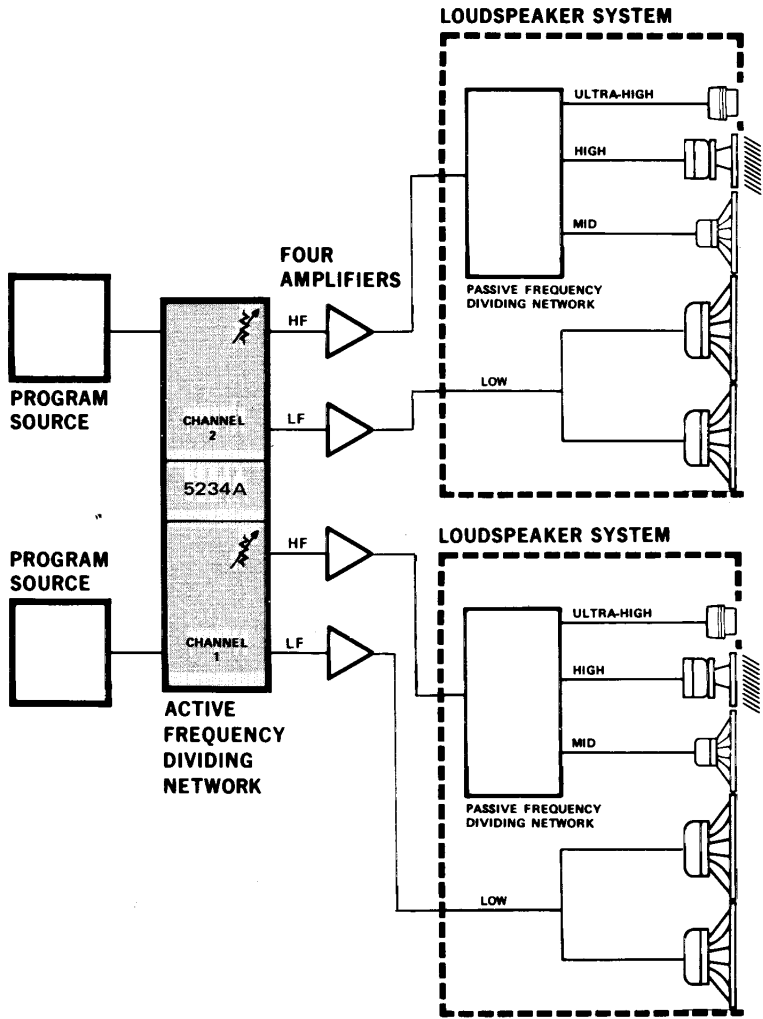 LOUDSPEAKER SYSTEM
ULTRA-HIGH
HIGH
MID
PASSIVE FREQUENCY
DIVIDING NETWORK
LOW
FOUR
AMPLIFIERS
HF
LF
PROGRAM
SOURCE
CHANNEL
2
5234A
PROGRAM
SOURCE
HF
LF
CHANNEL
1
ACTIVE
FREQUENCY
DIVIDING
NETWORK
LOUDSPEAKER SYSTEM
ULTRA-HIGH
HIGH
MID
PASSIVE FREQUENCY
DIVIDING NETWORK
LOW